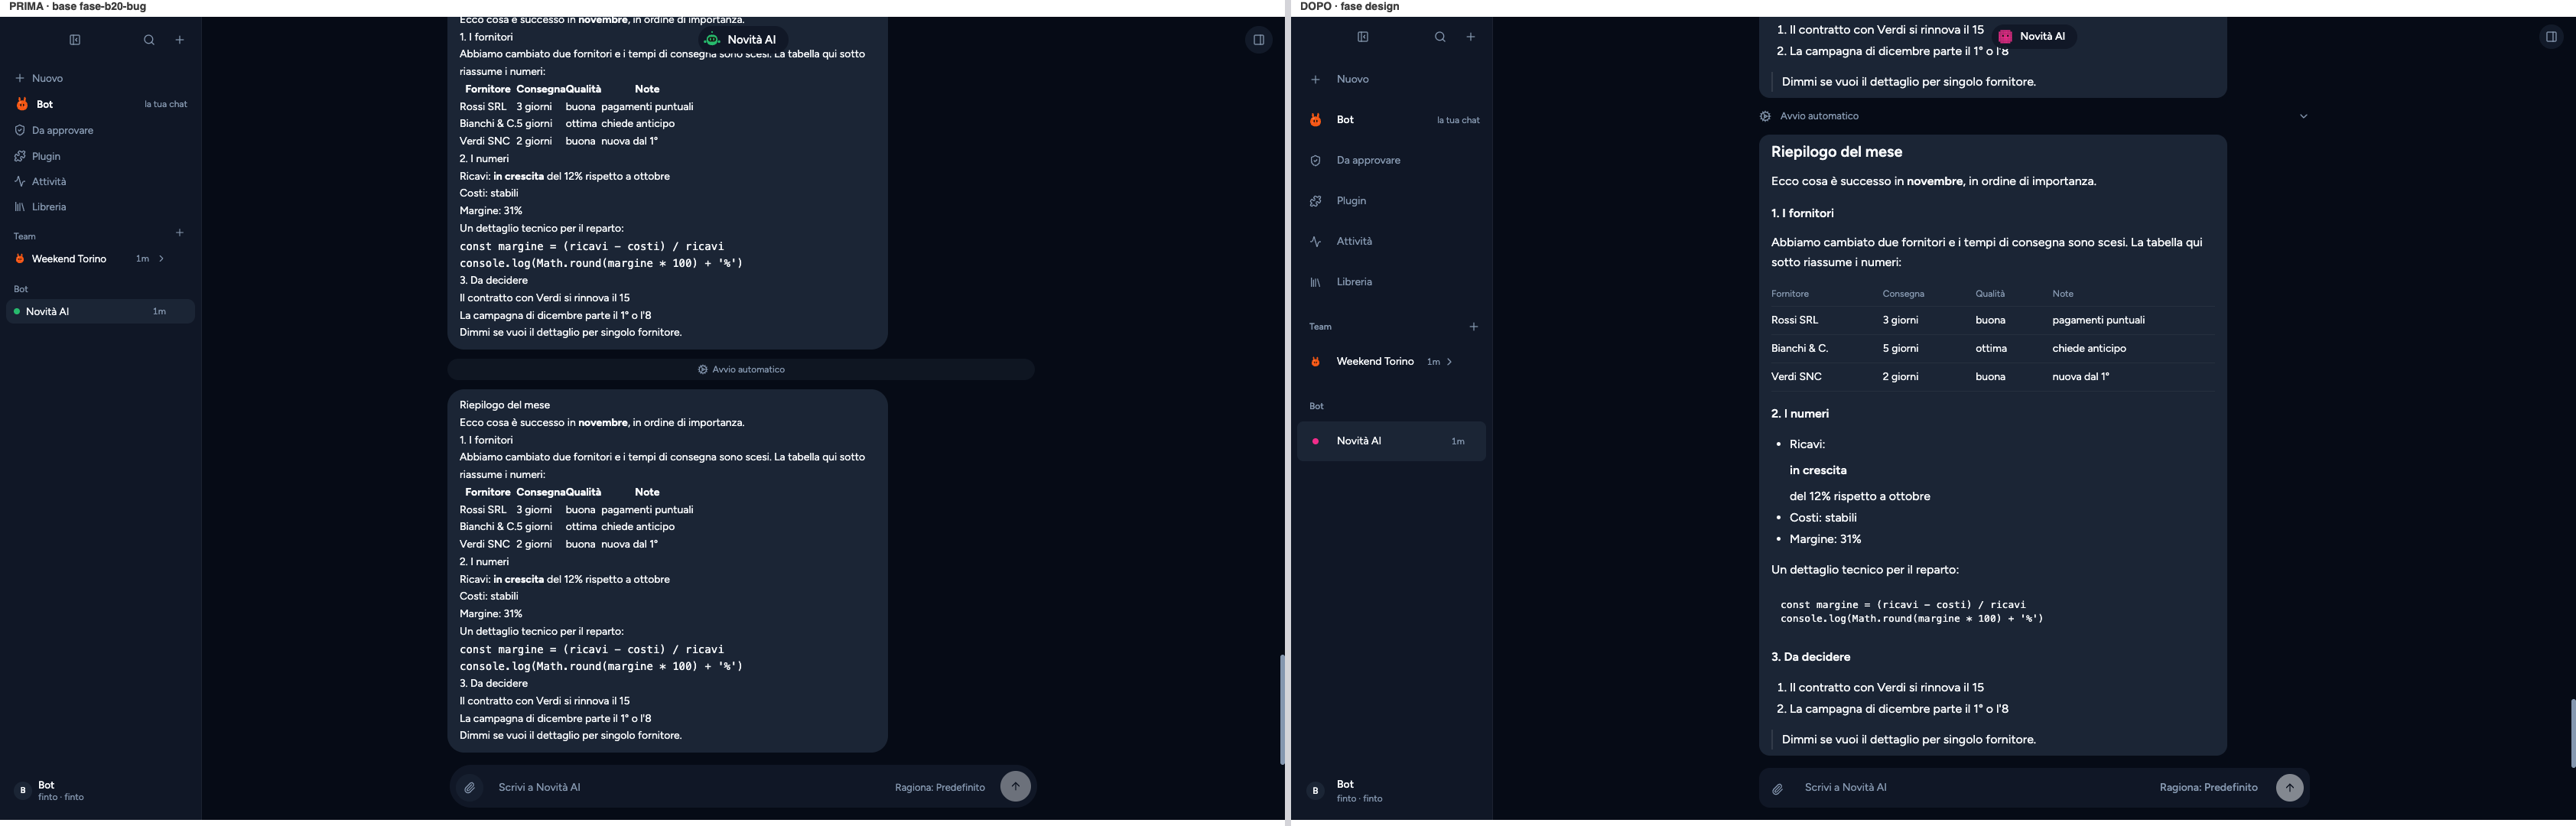 PRIMA · base fase-b20-bug
Nuovo
Bot la tua chat
Da approvare
Plugin
Attività
Libreria
Team
Weekend Torino 1m
Bot
Novità AI 1m
B Bot
finto · finto
Novità AI
Ecco cosa è successo in novembre, in ordine di importanza.
1. I fornitori
Abbiamo cambiato due fornitori e i tempi di consegna sono scesi. La tabella qui sotto
riassume i numeri:
Fornitore Consegna Qualità Note
Rossi SRL 3 giorni buona pagamenti puntuali
Bianchi & C. 5 giorni ottima chiede anticipo
Verdi SNC 2 giorni buona nuova dal 1°
2. I numeri
Ricavi: in crescita del 12% rispetto a ottobre
Costi: stabili
Margine: 31%
Un dettaglio tecnico per il reparto:
const margine = (ricavi − costi) / ricavi
console.log(Math.round(margine * 100) + '%')
3. Da decidere
Il contratto con Verdi si rinnova il 15
La campagna di dicembre parte il 1° o l'8
Dimmi se vuoi il dettaglio per singolo fornitore.
Avvio automatico
Riepilogo del mese
Ecco cosa è successo in novembre, in ordine di importanza.
1. I fornitori
Abbiamo cambiato due fornitori e i tempi di consegna sono scesi. La tabella qui sotto
riassume i numeri:
Fornitore Consegna Qualità Note
Rossi SRL 3 giorni buona pagamenti puntuali
Bianchi & C. 5 giorni ottima chiede anticipo
Verdi SNC 2 giorni buona nuova dal 1°
2. I numeri
Ricavi: in crescita del 12% rispetto a ottobre
Costi: stabili
Margine: 31%
Un dettaglio tecnico per il reparto:
const margine = (ricavi − costi) / ricavi
console.log(Math.round(margine * 100) + '%')
3. Da decidere
Il contratto con Verdi si rinnova il 15
La campagna di dicembre parte il 1° o l'8
Dimmi se vuoi il dettaglio per singolo fornitore.
Scrivi a Novità AI Ragiona: Predefinito
DOPO · fase design
Nuovo
Bot la tua chat
Da approvare
Plugin
Attività
Libreria
Team
Weekend Torino 1m
Bot
Novità AI 1m
B Bot
finto · finto
Novità AI
1. Il contratto con Verdi si rinnova il 15
2. La campagna di dicembre parte il 1° o l'8
Dimmi se vuoi il dettaglio per singolo fornitore.
Avvio automatico
Riepilogo del mese
Ecco cosa è successo in novembre, in ordine di importanza.
1. I fornitori
Abbiamo cambiato due fornitori e i tempi di consegna sono scesi. La tabella qui
sotto riassume i numeri:
Fornitore Consegna Qualità Note
Rossi SRL 3 giorni buona pagamenti puntuali
Bianchi & C. 5 giorni ottima chiede anticipo
Verdi SNC 2 giorni buona nuova dal 1°
2. I numeri
• Ricavi:
in crescita
del 12% rispetto a ottobre
• Costi: stabili
• Margine: 31%
Un dettaglio tecnico per il reparto:
const margine = (ricavi − costi) / ricavi
console.log(Math.round(margine * 100) + '%')
3. Da decidere
1. Il contratto con Verdi si rinnova il 15
2. La campagna di dicembre parte il 1° o l'8
Dimmi se vuoi il dettaglio per singolo fornitore.
Scrivi a Novità AI Ragiona: Predefinito